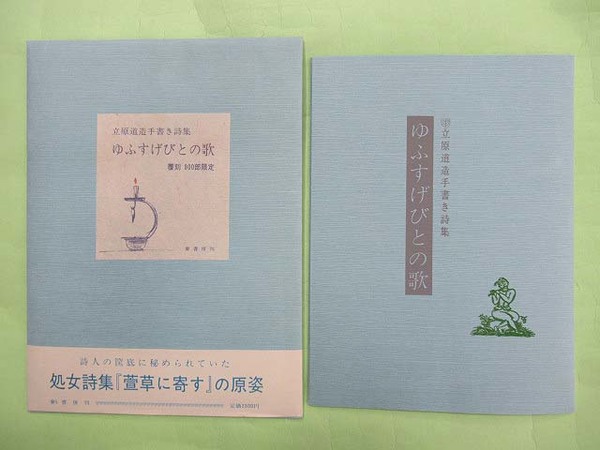 立原道造手書き詩集
ゆふすげびとの歌
覆刻 500部限定
詩人の筐底に秘められていた
処女詩集『萱草に寄す』の原姿
立原道造手書き詩集
ゆふすげびとの歌